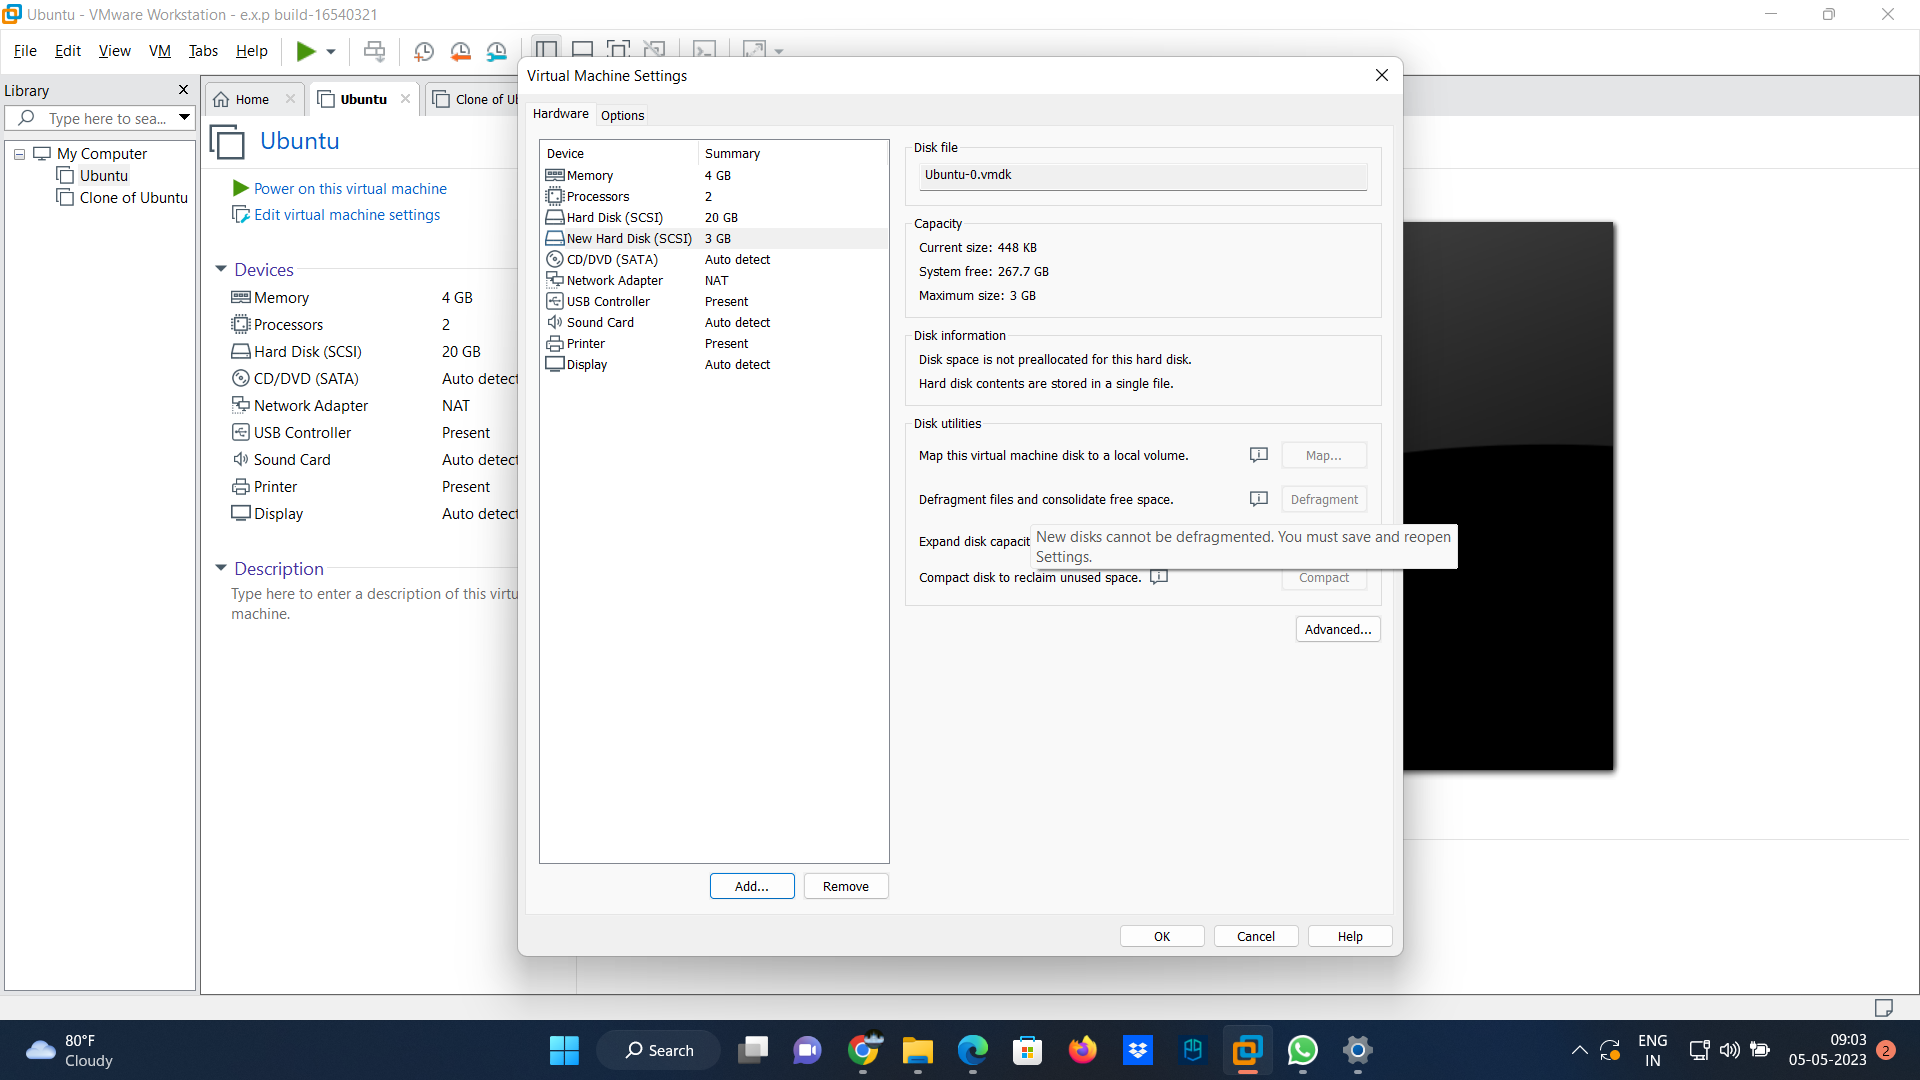 Ubuntu - VMware Workstation - e.x.p build-16540321
File Edit View VM Tabs Help
Library
Type here to sea...
My Computer
Ubuntu
Clone of Ubuntu
Home
Ubuntu
Clone of Ub
Ubuntu
Power on this virtual machine
Edit virtual machine settings
Devices
Memory 4 GB
Processors 2
Hard Disk (SCSI) 20 GB
CD/DVD (SATA) Auto detect
Network Adapter NAT
USB Controller Present
Sound Card Auto detect
Printer Present
Display Auto detect
Description
Type here to enter a description of this virtu
machine.
Virtual Machine Settings
Hardware Options
Device Summary
Memory 4 GB
Processors 2
Hard Disk (SCSI) 20 GB
New Hard Disk (SCSI) 3 GB
CD/DVD (SATA) Auto detect
Network Adapter NAT
USB Controller Present
Sound Card Auto detect
Printer Present
Display Auto detect
Add... Remove
Disk file
Ubuntu-0.vmdk
Capacity
Current size: 448 KB
System free: 267.7 GB
Maximum size: 3 GB
Disk information
Disk space is not preallocated for this hard disk.
Hard disk contents are stored in a single file.
Disk utilities
Map this virtual machine disk to a local volume. Map...
Defragment files and consolidate free space. Defragment
Expand disk capacit
New disks cannot be defragmented. You must save and reopen
Settings.
Compact disk to reclaim unused space. Compact
Advanced...
OK Cancel Help
80°F
Cloudy
Search
ENG
IN
09:03
05-05-2023
2